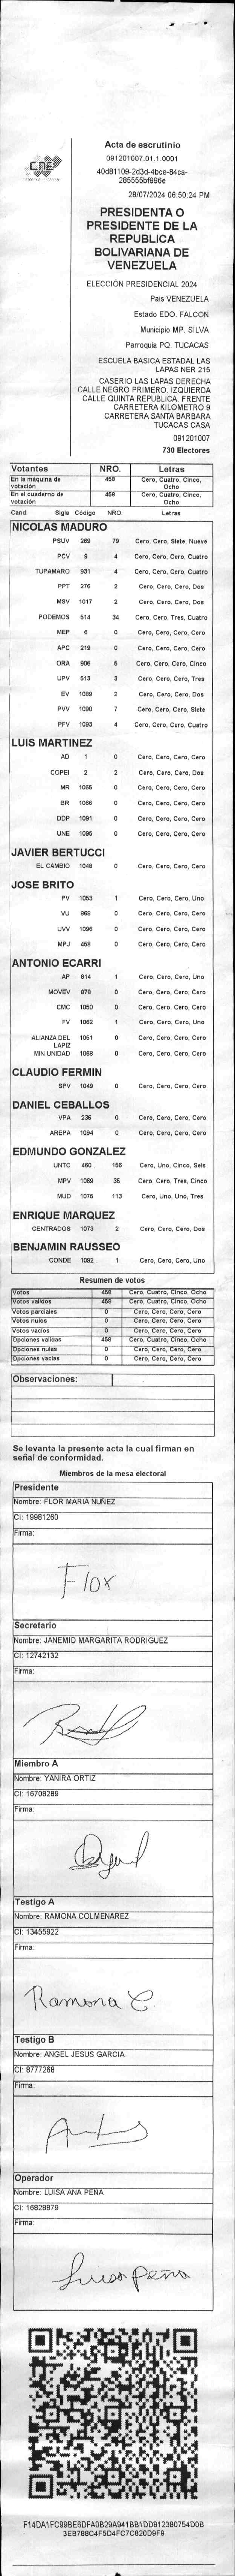 CNE
Acta de escrutinio
091201007.01.1.0001
40d81109-2d3d-4bce-84ca-
285555bf996e
28/07/2024 06:50:24 PM
PRESIDENTA O
PRESIDENTE DE LA
REPUBLICA
BOLIVARIANA DE
VENEZUELA
ELECCIÓN PRESIDENCIAL 2024
Pais VENEZUELA
Estado EDO. FALCON
Municipio MP. SILVA
Parroquia PQ. TUCACAS
ESCUELA BASICA ESTADAL LAS
LAPAS NER 215
CASERIO LAS LAPAS DERECHA
CALLE NEGRO PRIMERO. IZQUIERDA
CALLE QUINTA REPUBLICA. FRENTE
CARRETERA KILOMETRO 9
CARRETERA SANTA BARBARA
TUCACAS CASA
091201007
730 Electores
Votantes NRO. Letras
En la máquina de votación 458 Cero, Cuatro, Cinco, Ocho
En el cuaderno de votación 458 Cero, Cuatro, Cinco, Ocho
Cand. Sigla Código NRO. Letras
NICOLAS MADURO
PSUV 269 79 Cero, Cero, Siete, Nueve
PCV 9 4 Cero, Cero, Cero, Cuatro
TUPAMARO 931 4 Cero, Cero, Cero, Cuatro
PPT 276 2 Cero, Cero, Cero, Dos
MSV 1017 2 Cero, Cero, Cero, Dos
PODEMOS 514 34 Cero, Cero, Tres, Cuatro
MEP 6 0 Cero, Cero, Cero, Cero
APC 219 0 Cero, Cero, Cero, Cero
ORA 906 5 Cero, Cero, Cero, Cinco
UPV 513 3 Cero, Cero, Cero, Tres
EV 1089 2 Cero, Cero, Cero, Dos
PVV 1090 7 Cero, Cero, Cero, Siete
PFV 1093 4 Cero, Cero, Cero, Cuatro
LUIS MARTINEZ
AD 1 0 Cero, Cero, Cero, Cero
COPEI 2 2 Cero, Cero, Cero, Dos
MR 1065 0 Cero, Cero, Cero, Cero
BR 1066 0 Cero, Cero, Cero, Cero
DDP 1091 0 Cero, Cero, Cero, Cero
UNE 1095 0 Cero, Cero, Cero, Cero
JAVIER BERTUCCI
EL CAMBIO 1048 0 Cero, Cero, Cero, Cero
JOSE BRITO
PV 1053 1 Cero, Cero, Cero, Uno
VU 868 0 Cero, Cero, Cero, Cero
UVV 1096 0 Cero, Cero, Cero, Cero
MPJ 458 0 Cero, Cero, Cero, Cero
ANTONIO ECARRI
AP 814 1 Cero, Cero, Cero, Uno
MOVEV 878 0 Cero, Cero, Cero, Cero
CMC 1050 0 Cero, Cero, Cero, Cero
FV 1062 1 Cero, Cero, Cero, Uno
ALIANZA DEL LAPIZ 1051 0 Cero, Cero, Cero, Cero
MIN UNIDAD 1068 0 Cero, Cero, Cero, Cero
CLAUDIO FERMIN
SPV 1049 0 Cero, Cero, Cero, Cero
DANIEL CEBALLOS
VPA 236 0 Cero, Cero, Cero, Cero
AREPA 1094 0 Cero, Cero, Cero, Cero
EDMUNDO GONZALEZ
UNTC 460 156 Cero, Uno, Cinco, Seis
MPV 1069 35 Cero, Cero, Tres, Cinco
MUD 1075 113 Cero, Uno, Uno, Tres
ENRIQUE MARQUEZ
CENTRADOS 1073 2 Cero, Cero, Cero, Dos
BENJAMIN RAUSSEO
CONDE 1092 1 Cero, Cero, Cero, Uno
Resumen de votos
Votos 458 Cero, Cuatro, Cinco, Ocho
Votos validos 458 Cero, Cuatro, Cinco, Ocho
Votos parciales 0 Cero, Cero, Cero, Cero
Votos nulos 0 Cero, Cero, Cero, Cero
Votos vacios 0 Cero, Cero, Cero, Cero
Opciones validas 458 Cero, Cuatro, Cinco, Ocho
Opciones nulas 0 Cero, Cero, Cero, Cero
Opciones vacias 0 Cero, Cero, Cero, Cero
Observaciones:
Se levanta la presente acta la cual firman en
señal de conformidad.
Miembros de la mesa electoral
Presidente
Nombre: FLOR MARIA NUÑEZ
CI: 19981260
Firma:
Flor
Secretario
Nombre: JANEMID MARGARITA RODRIGUEZ
CI: 12742132
Firma:
Miembro A
Nombre: YANIRA ORTIZ
CI: 16708289
Firma:
Testigo A
Nombre: RAMONA COLMENAREZ
CI: 13455922
Firma:
Ramona C
Testigo B
Nombre: ANGEL JESUS GARCIA
CI: 8777268
Firma:
Operador
Nombre: LUISA ANA PEÑA
CI: 16828879
Firma:
Luisa Peña
F14DA1FC99BE6DFA0B29A941BB1DDB12380754D0B
3EB788C4F5D4FC7C820D9F9